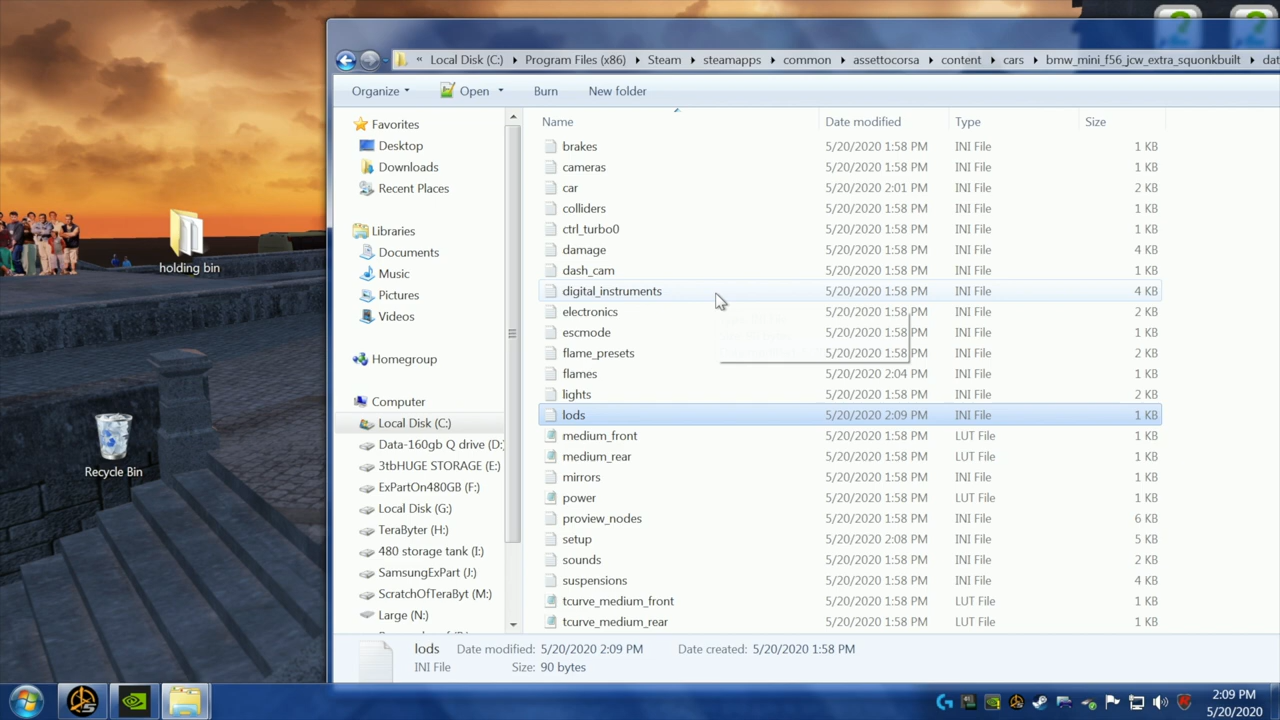 « Local Disk (C:) Program Files (x86) Steam steamapps common assettocorsa content cars bmw_mini_f56_jcw_extra_squonkbuilt dat
Organize Open Burn New folder
Name Date modified Type Size
Favorites
Desktop
Downloads
Recent Places
Libraries
Documents
Music
Pictures
Videos
Homegroup
Computer
Local Disk (C:)
Data-160gb Q drive (D:)
3tbHUGE STORAGE (E:)
ExPartOn480GB (F:)
Local Disk (G:)
TeraByter (H:)
480 storage tank (I:)
SamsungExPart (J:)
ScratchOfTeraByt (M:)
Large (N:)
brakes 5/20/2020 1:58 PM INI File 1 KB
cameras 5/20/2020 1:58 PM INI File 1 KB
car 5/20/2020 2:01 PM INI File 2 KB
colliders 5/20/2020 1:58 PM INI File 1 KB
ctrl_turbo0 5/20/2020 1:58 PM INI File 1 KB
damage 5/20/2020 1:58 PM INI File 4 KB
dash_cam 5/20/2020 1:58 PM INI File 1 KB
digital_instruments 5/20/2020 1:58 PM INI File 4 KB
electronics 5/20/2020 1:58 PM INI File 2 KB
escmode 5/20/2020 1:58 PM INI File 1 KB
flame_presets 5/20/2020 1:58 PM INI File 2 KB
flames 5/20/2020 2:04 PM INI File 1 KB
lights 5/20/2020 1:58 PM INI File 2 KB
lods 5/20/2020 2:09 PM INI File 1 KB
medium_front 5/20/2020 1:58 PM LUT File 1 KB
medium_rear 5/20/2020 1:58 PM LUT File 1 KB
mirrors 5/20/2020 1:58 PM INI File 1 KB
power 5/20/2020 1:58 PM LUT File 1 KB
proview_nodes 5/20/2020 1:58 PM INI File 6 KB
setup 5/20/2020 2:08 PM INI File 5 KB
sounds 5/20/2020 1:58 PM INI File 2 KB
suspensions 5/20/2020 1:58 PM INI File 4 KB
tcurve_medium_front 5/20/2020 1:58 PM LUT File 1 KB
tcurve_medium_rear 5/20/2020 1:58 PM LUT File 1 KB
lods Date modified: 5/20/2020 2:09 PM Date created: 5/20/2020 1:58 PM
INI File Size: 90 bytes
holding bin
Recycle Bin
2:09 PM
5/20/2020